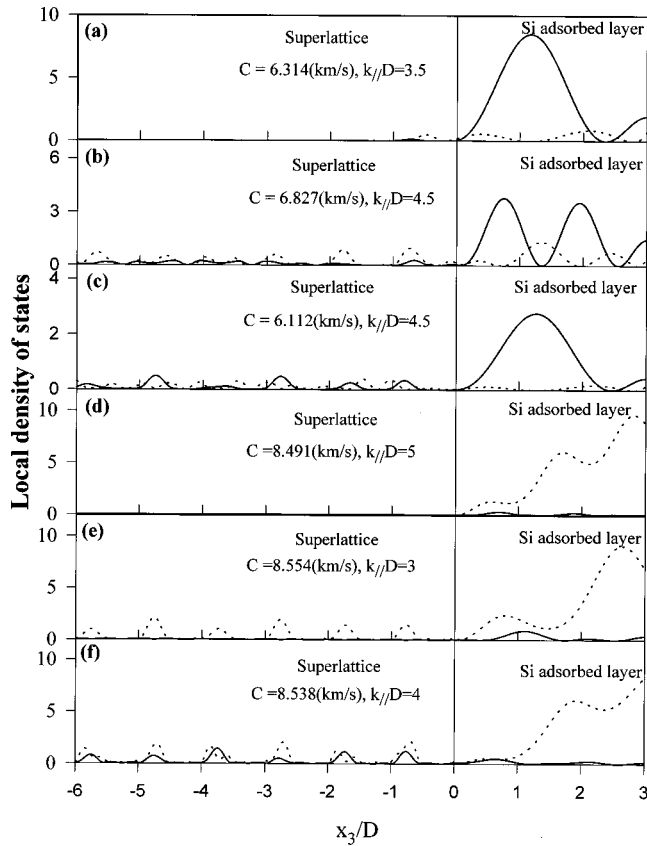 (a)
10
5
0
Superlattice
C = 6.314(km/s), k//D=3.5
Si adsorbed layer
(b)
6
3
0
Superlattice
C = 6.827(km/s), k//D=4.5
Si adsorbed layer
(c)
4
2
0
Superlattice
C = 6.112(km/s), k//D=4.5
Si adsorbed layer
(d)
10
5
0
Superlattice
C =8.491(km/s), k//D=5
Si adsorbed layer
(e)
10
5
0
Superlattice
C =8.554(km/s), k//D=3
Si adsorbed layer
(f)
10
5
0
Superlattice
C =8.538(km/s), k//D=4
Si adsorbed layer
-6 -5 -4 -3 -2 -1 0 1 2 3
x3/D
Local density of states